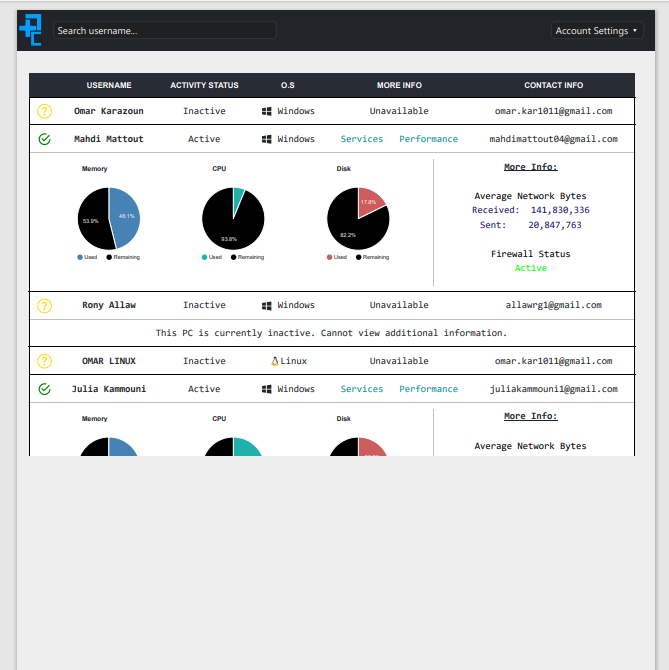 Search username... Account Settings
USERNAME ACTIVITY STATUS O.S MORE INFO CONTACT INFO
Omar Karazoun Inactive Windows Unavailable omar.kar1011@gmail.com
Mahdi Mattout Active Windows Services Performance mahdimattout04@gmail.com
Memory CPU Disk More Info:
Average Network Bytes
Received: 141,830,336
Sent: 20,847,763
Firewall Status
Active
53.9% 46.1% 93.8% 17.8% 82.2%
Used Remaining Used Remaining Used Remaining
Rony Allaw Inactive Windows Unavailable allawrg1@gmail.com
This PC is currently inactive. Cannot view additional information.
OMAR LINUX Inactive Linux Unavailable omar.kar1011@gmail.com
Julia Kammouni Active Windows Services Performance juliakammouni1@gmail.com
Memory CPU Disk More Info:
Average Network Bytes